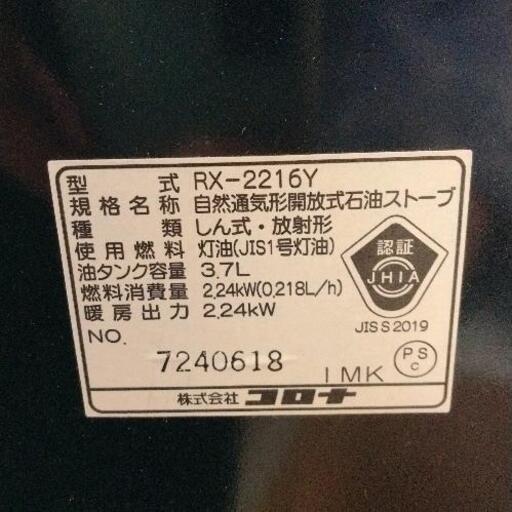 型 式 RX-2216Y
規格名称 自然通気形開放式石油ストーブ
種 類 しん式・放射形
使用燃料 灯油(JIS1号灯油)
油タンク容量 3.7L
燃料消費量 2.24kW(0.218L/h)
暖房出力 2.24kW
認証
JHIA
JIS S 2019
NO. 7240618
IMK
PS
C
株式会社 コロナ